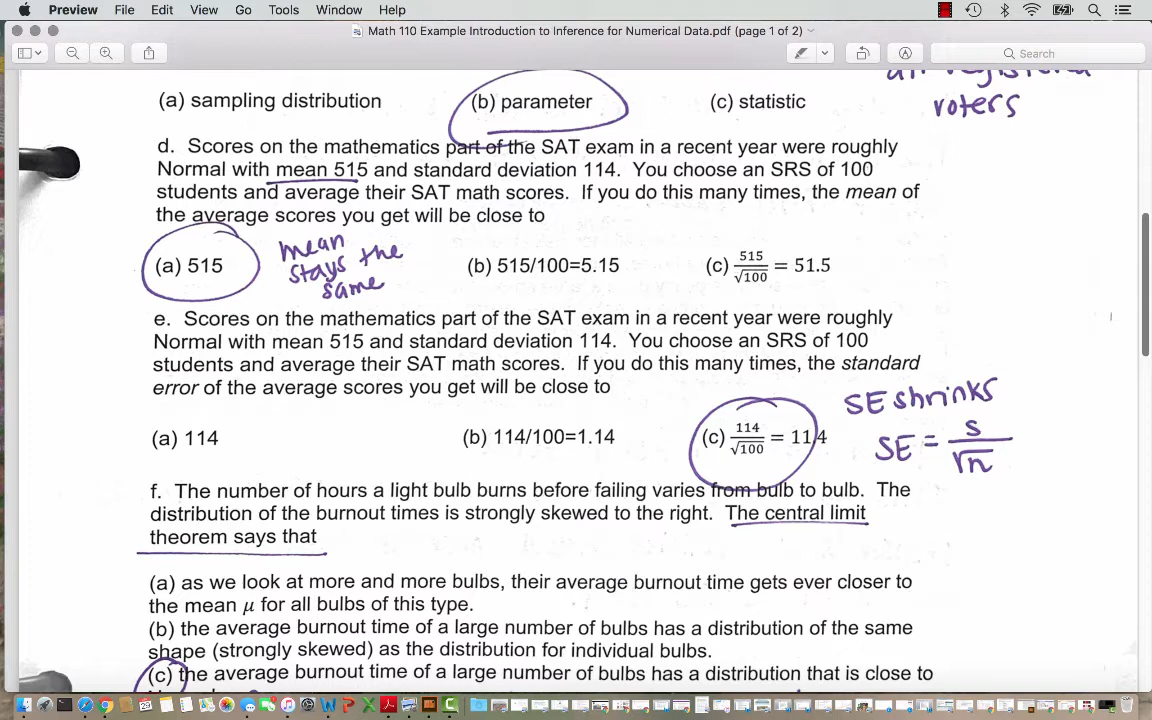 Preview File Edit View Go Tools Window Help
Math 110 Example Introduction to Inference for Numerical Data.pdf (page 1 of 2)
Search
all registered
voters
(a) sampling distribution (b) parameter (c) statistic
d. Scores on the mathematics part of the SAT exam in a recent year were roughly
Normal with mean 515 and standard deviation 114. You choose an SRS of 100
students and average their SAT math scores. If you do this many times, the mean of
the average scores you get will be close to
(a) 515 (b) 515/100=5.15 (c) 515/√100 = 51.5
mean
stays the
same
e. Scores on the mathematics part of the SAT exam in a recent year were roughly
Normal with mean 515 and standard deviation 114. You choose an SRS of 100
students and average their SAT math scores. If you do this many times, the standard
error of the average scores you get will be close to
(a) 114 (b) 114/100=1.14 (c) 114/√100 = 11.4
SE shrinks
SE = s/√n
f. The number of hours a light bulb burns before failing varies from bulb to bulb. The
distribution of the burnout times is strongly skewed to the right. The central limit
theorem says that
(a) as we look at more and more bulbs, their average burnout time gets ever closer to
the mean μ for all bulbs of this type.
(b) the average burnout time of a large number of bulbs has a distribution of the same
shape (strongly skewed) as the distribution for individual bulbs.
(c) the average burnout time of a large number of bulbs has a distribution that is close to